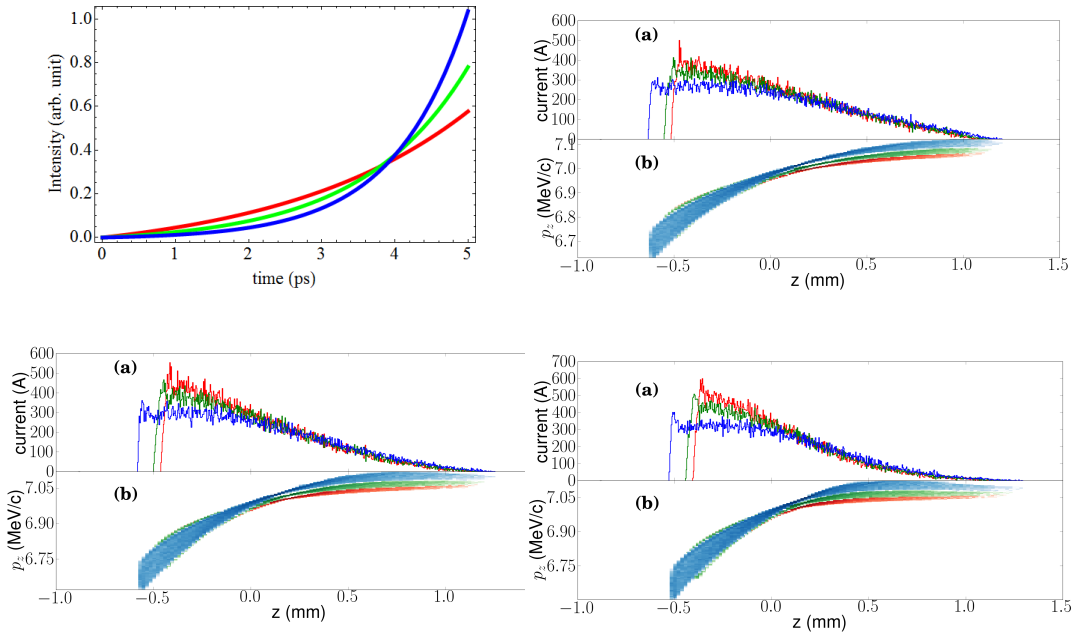 1.0
0.8
0.6
0.4
0.2
0.0
Intensity (arb. unit)
0 1 2 3 4 5
time (ps)
600
500
400
300
200
100
0
current (A)
(a)
7.1
7.0
6.9
6.8
6.7
p_z (MeV/c)
(b)
−1.0 −0.5 0.0 0.5 1.0 1.5
z (mm)
600
500
400
300
200
100
0
current (A)
(a)
7.05
6.90
6.75
p_z (MeV/c)
(b)
−1.0 −0.5 0.0 0.5 1.0
z (mm)
700
600
500
400
300
200
100
0
current (A)
(a)
7.05
6.90
6.75
p_z (MeV/c)
(b)
−1.0 −0.5 0.0 0.5 1.0 1.5
z (mm)